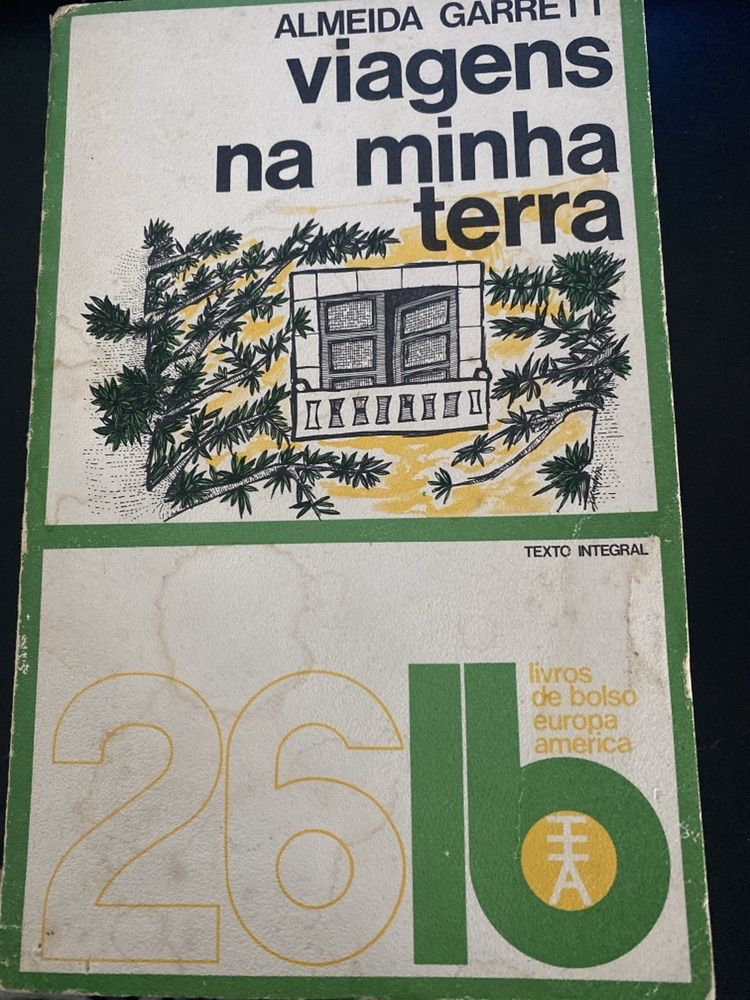 ALMEIDA GARRETT
viagens
na minha
terra
TEXTO INTEGRAL
26 lb
livros
de bolso
europa
america